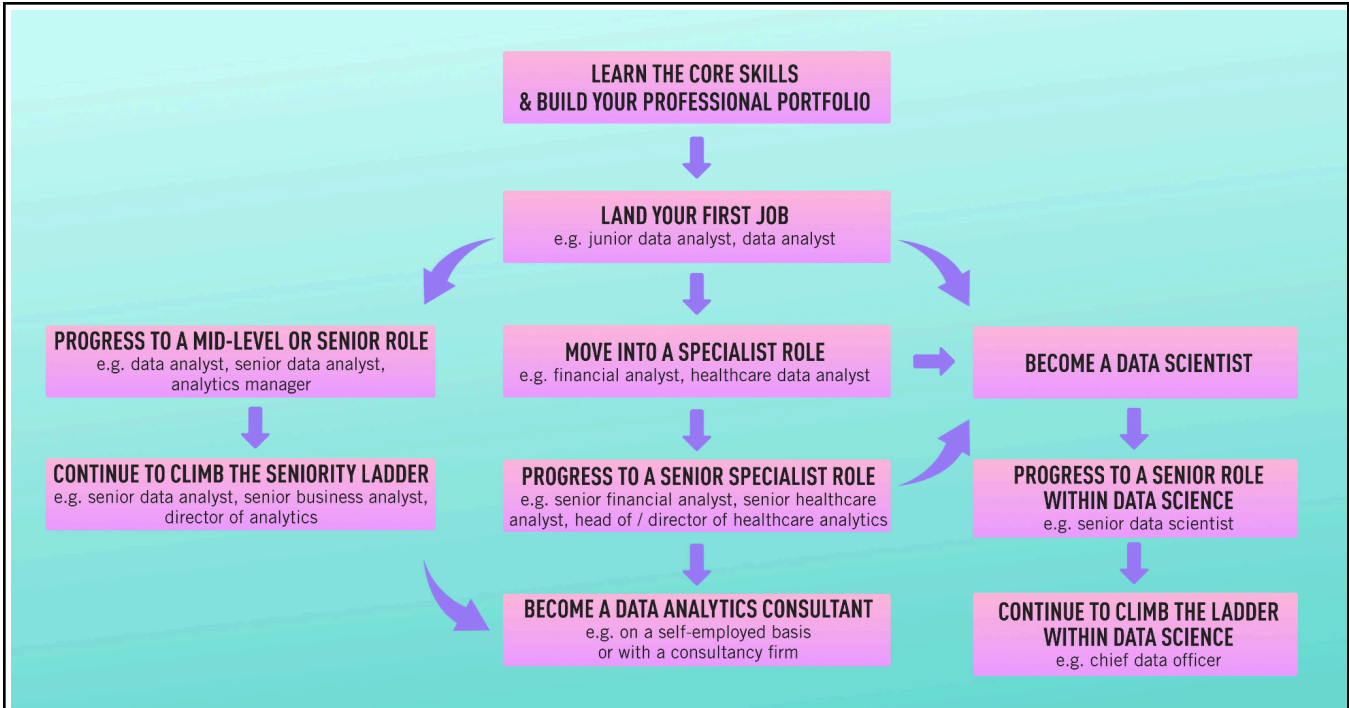 LEARN THE CORE SKILLS
& BUILD YOUR PROFESSIONAL PORTFOLIO
LAND YOUR FIRST JOB
e.g. junior data analyst, data analyst
PROGRESS TO A MID-LEVEL OR SENIOR ROLE
e.g. data analyst, senior data analyst,
analytics manager
MOVE INTO A SPECIALIST ROLE
e.g. financial analyst, healthcare data analyst
BECOME A DATA SCIENTIST
CONTINUE TO CLIMB THE SENIORITY LADDER
e.g. senior data analyst, senior business analyst,
director of analytics
PROGRESS TO A SENIOR SPECIALIST ROLE
e.g. senior financial analyst, senior healthcare
analyst, head of / director of healthcare analytics
PROGRESS TO A SENIOR ROLE
WITHIN DATA SCIENCE
e.g. senior data scientist
BECOME A DATA ANALYTICS CONSULTANT
e.g. on a self-employed basis
or with a consultancy firm
CONTINUE TO CLIMB THE LADDER
WITHIN DATA SCIENCE
e.g. chief data officer